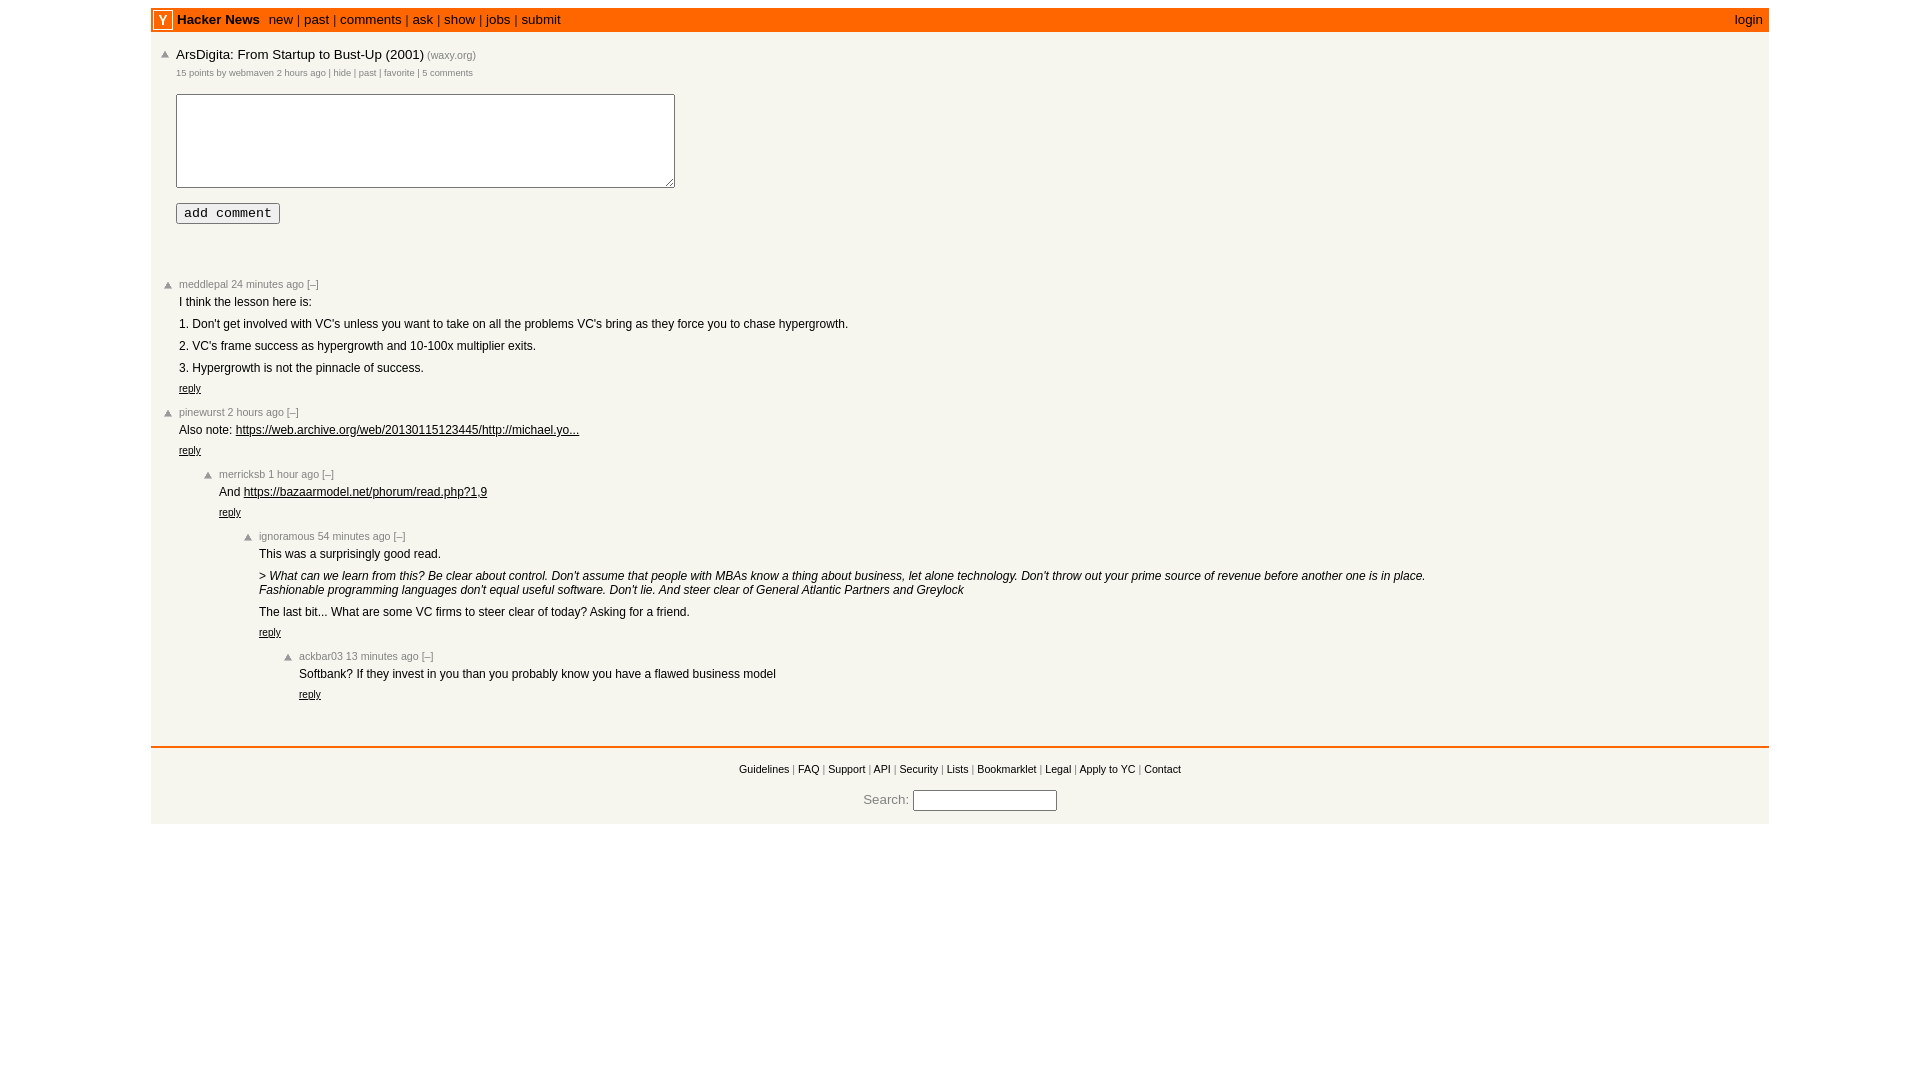 Y Hacker News new | past | comments | ask | show | jobs | submit login
ArsDigita: From Startup to Bust-Up (2001) (waxy.org)
15 points by webmaven 2 hours ago | hide | past | favorite | 5 comments
add comment
meddlepal 24 minutes ago [–]
I think the lesson here is:
1. Don't get involved with VC's unless you want to take on all the problems VC's bring as they force you to chase hypergrowth.
2. VC's frame success as hypergrowth and 10-100x multiplier exits.
3. Hypergrowth is not the pinnacle of success.
reply
pinewurst 2 hours ago [–]
Also note: https://web.archive.org/web/20130115123445/http://michael.yo...
reply
merricksb 1 hour ago [–]
And https://bazaarmodel.net/phorum/read.php?1,9
reply
ignoramous 54 minutes ago [–]
This was a surprisingly good read.
> What can we learn from this? Be clear about control. Don't assume that people with MBAs know a thing about business, let alone technology. Don't throw out your prime source of revenue before another one is in place.
Fashionable programming languages don't equal useful software. Don't lie. And steer clear of General Atlantic Partners and Greylock
The last bit... What are some VC firms to steer clear of today? Asking for a friend.
reply
ackbar03 13 minutes ago [–]
Softbank? If they invest in you than you probably know you have a flawed business model
reply
Guidelines | FAQ | Support | API | Security | Lists | Bookmarklet | Legal | Apply to YC | Contact
Search: